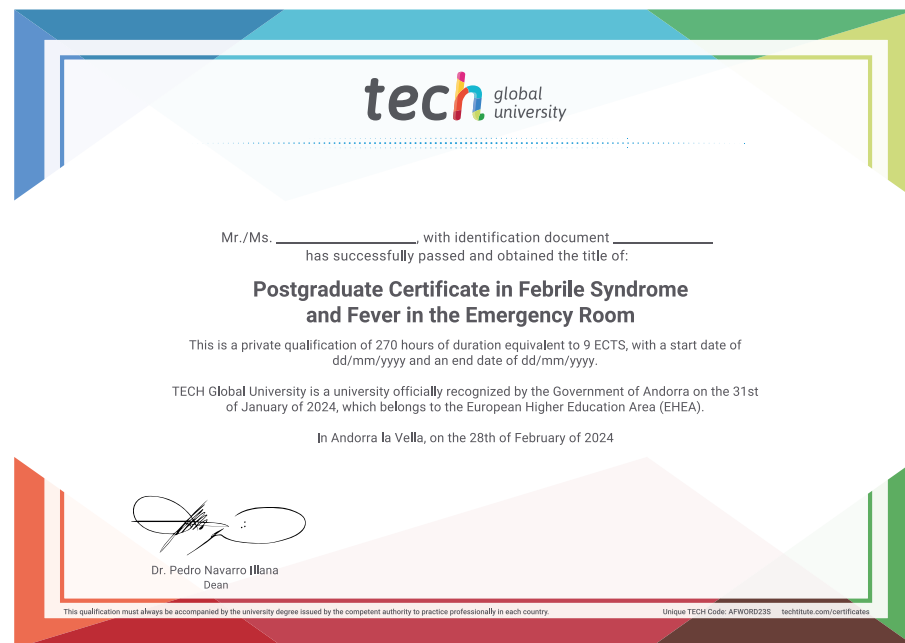 tech global university
Mr./Ms. ____________________, with identification document ______________
has successfully passed and obtained the title of:
Postgraduate Certificate in Febrile Syndrome
and Fever in the Emergency Room
This is a private qualification of 270 hours of duration equivalent to 9 ECTS, with a start date of
dd/mm/yyyy and an end date of dd/mm/yyyy.
TECH Global University is a university officially recognized by the Government of Andorra on the 31st
of January of 2024, which belongs to the European Higher Education Area (EHEA).
In Andorra la Vella, on the 28th of February of 2024
Dr. Pedro Navarro Illana
Dean
This qualification must always be accompanied by the university degree issued by the competent authority to practice professionally in each country. Unique TECH Code: AFWORD23S techtitute.com/certificates